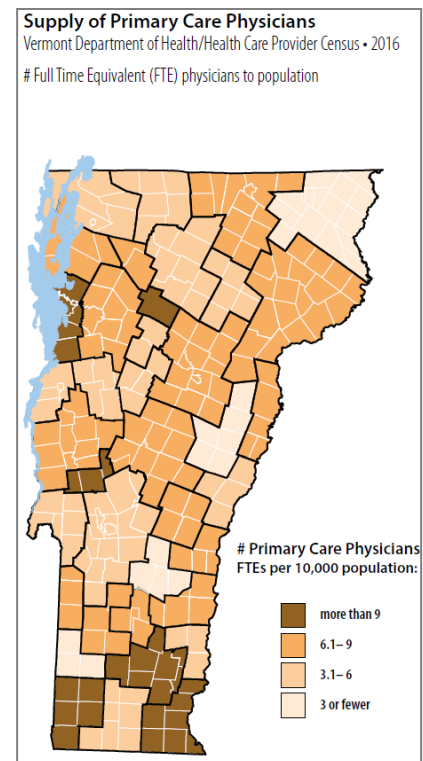 Supply of Primary Care Physicians
Vermont Department of Health/Health Care Provider Census • 2016
# Full Time Equivalent (FTE) physicians to population
# Primary Care Physicians
FTEs per 10,000 population:
more than 9
6.1– 9
3.1– 6
3 or fewer